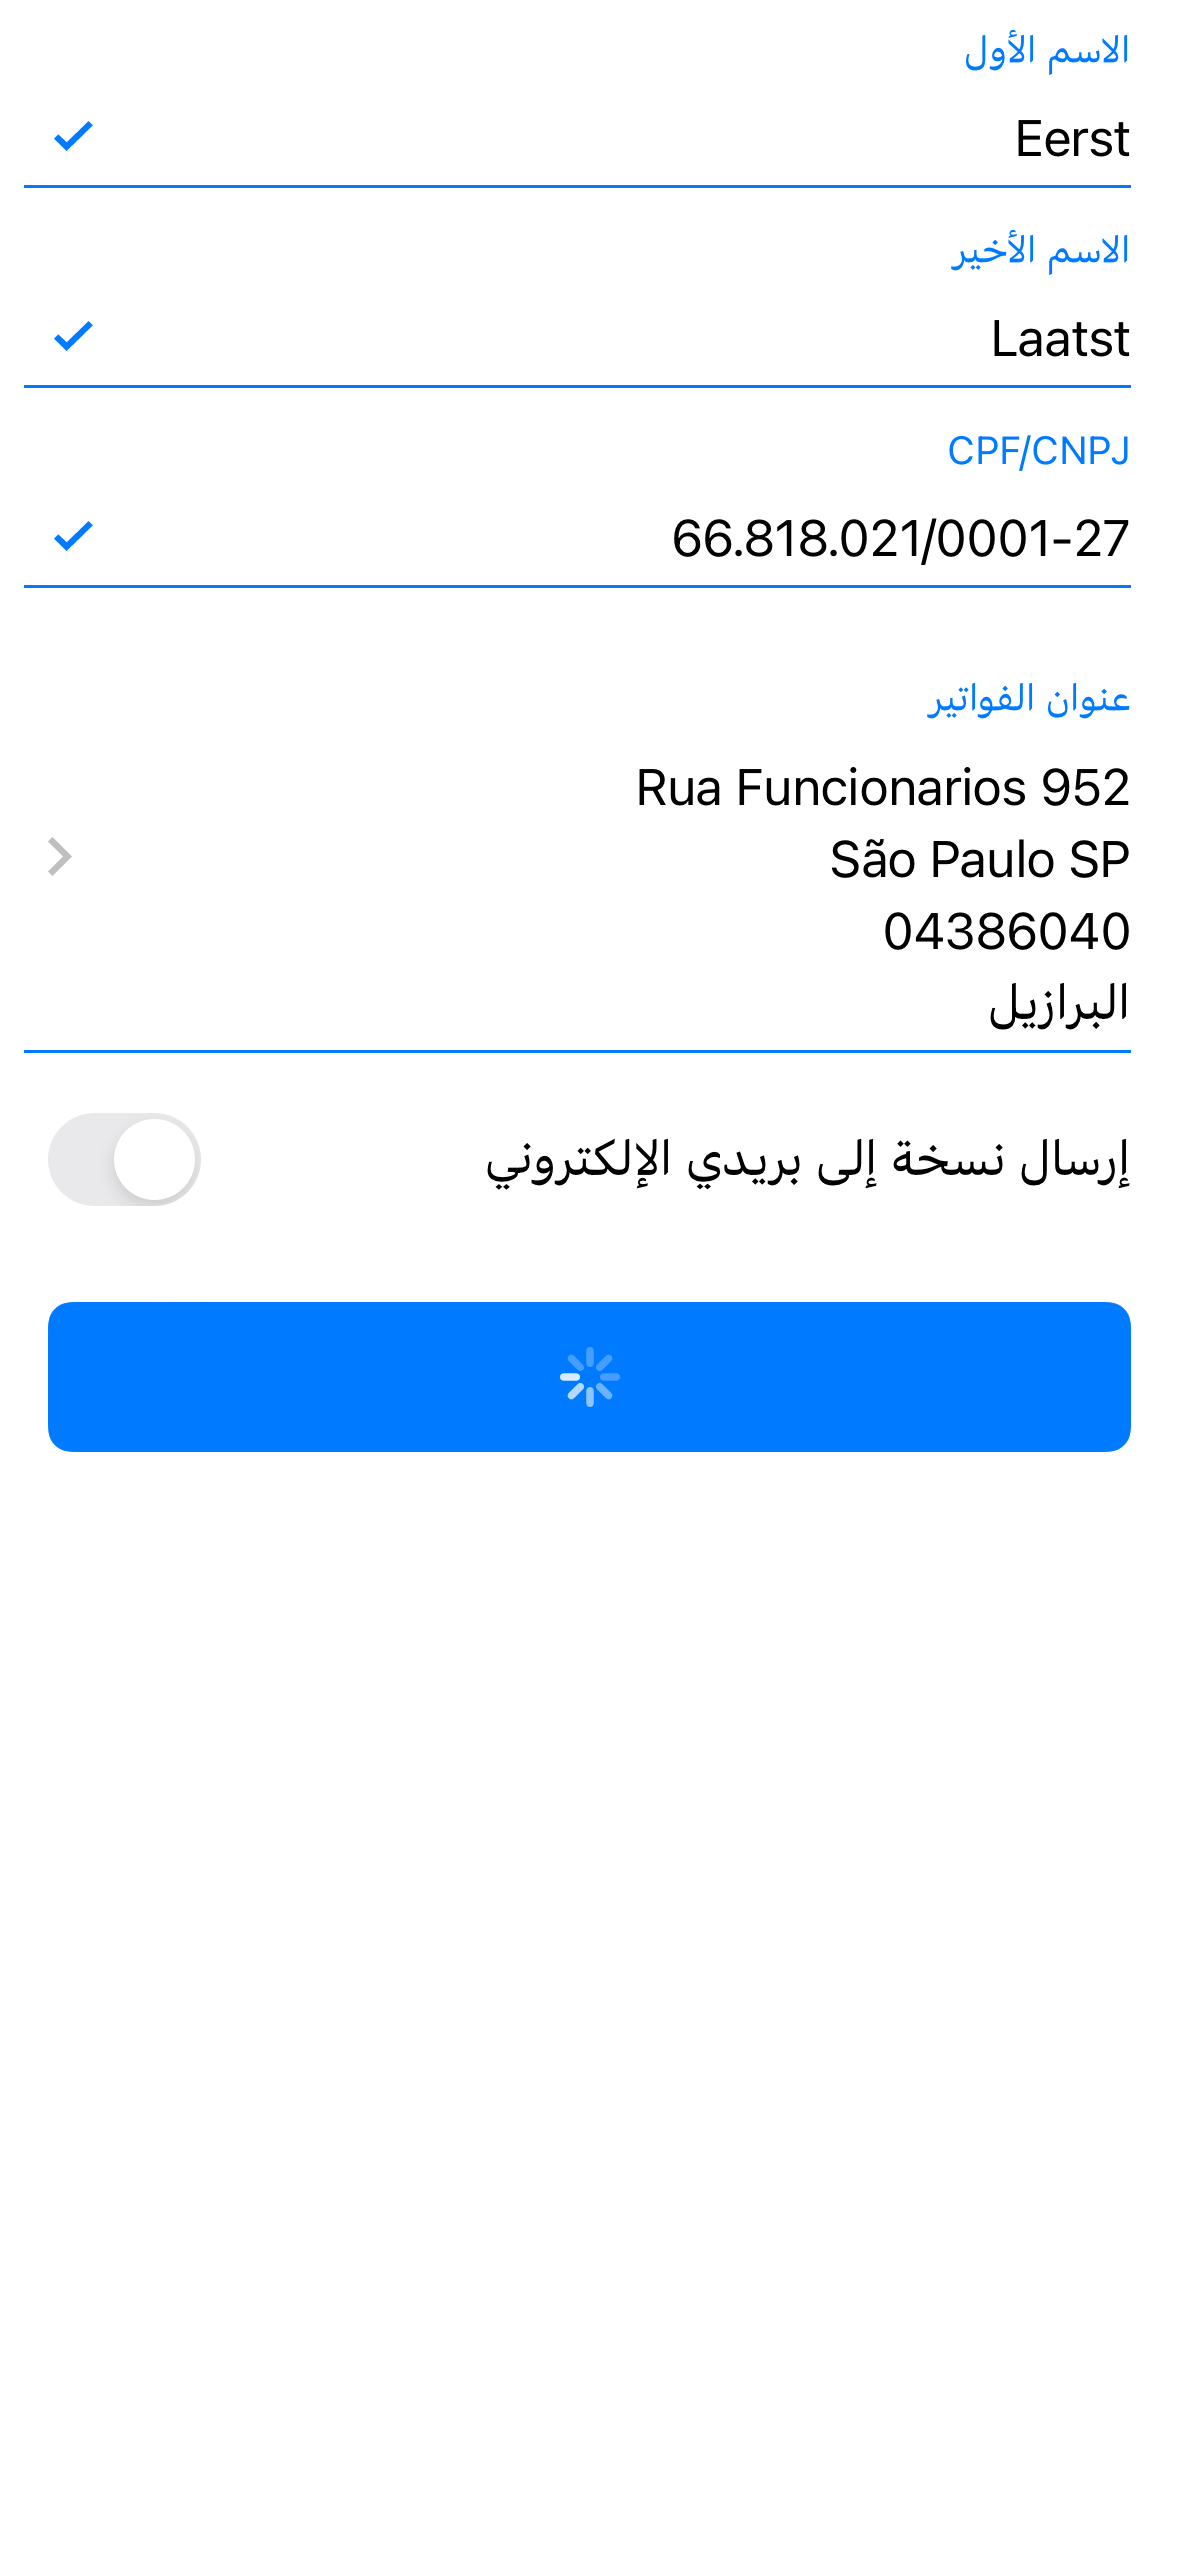 الاسم الأول
Eerst
الاسم الأخير
Laatst
CPF/CNPJ
66.818.021/0001-27
عنوان الفواتير
Rua Funcionarios 952
São Paulo SP
04386040
البرازيل
إرسال نسخة إلى بريدي الإلكتروني